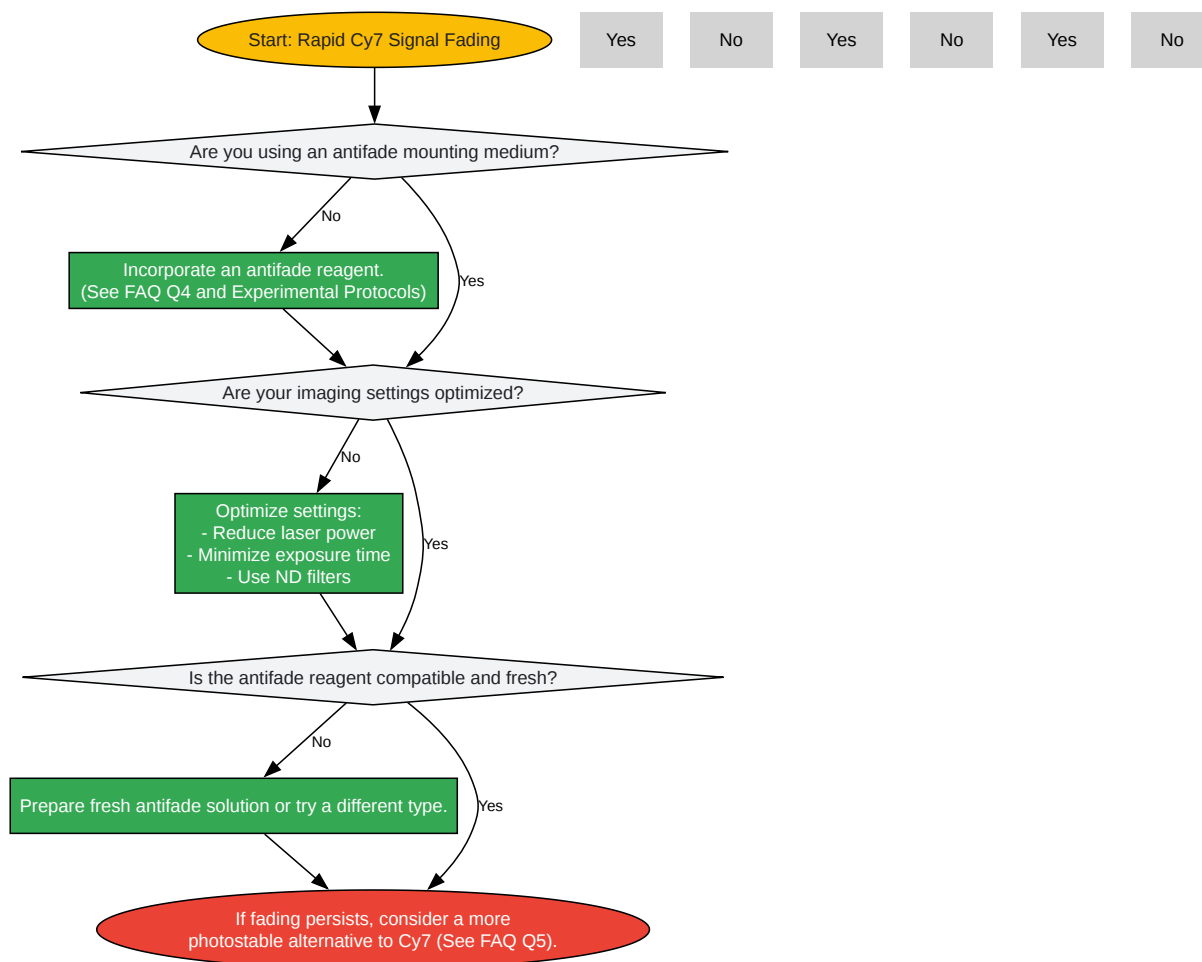 Start: Rapid Cy7 Signal Fading
Yes
No
Yes
No
Yes
No
Are you using an antifade mounting medium?
No
Incorporate an antifade reagent.
(See FAQ Q4 and Experimental Protocols)
Yes
Are your imaging settings optimized?
No
Optimize settings:
- Reduce laser power
- Minimize exposure time
- Use ND filters
Yes
Is the antifade reagent compatible and fresh?
No
Prepare fresh antifade solution or try a different type.
Yes
If fading persists, consider a more
photostable alternative to Cy7 (See FAQ Q5).